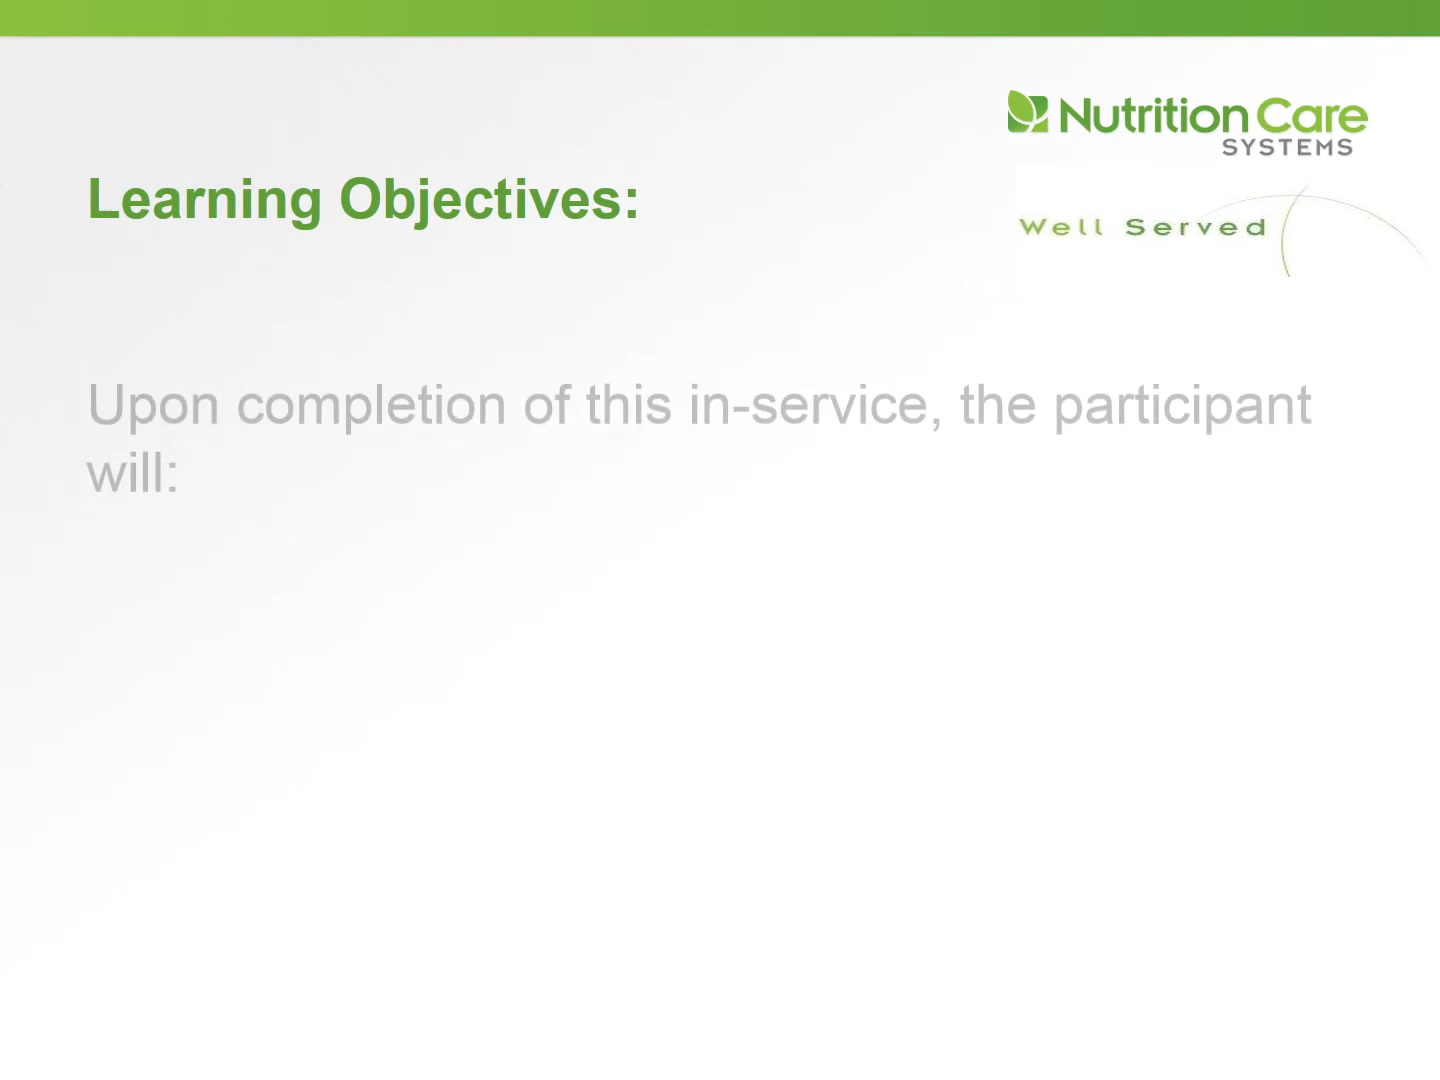 Nutrition Care
SYSTEMS
Learning Objectives:
Well Served
Upon completion of this in-service, the participant
will: